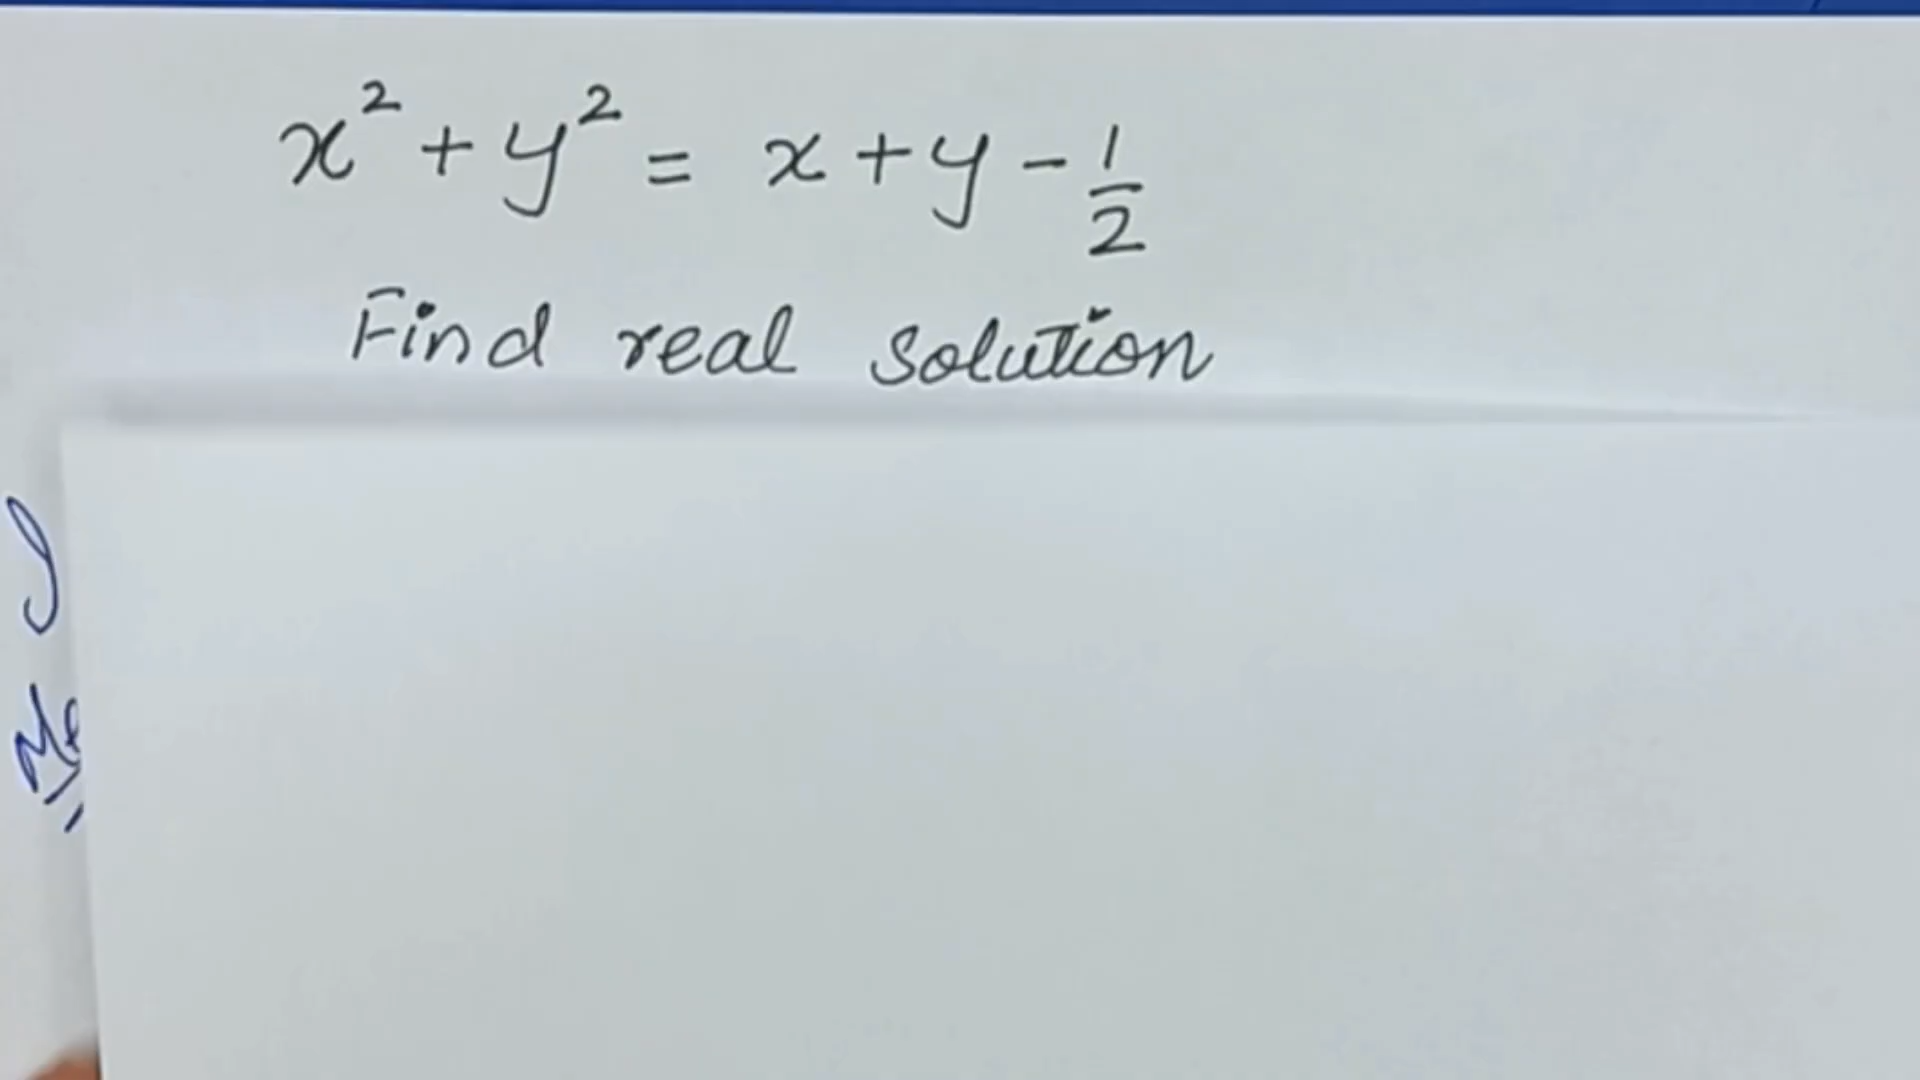 x² + y² = x + y - 1/2
Find real solution